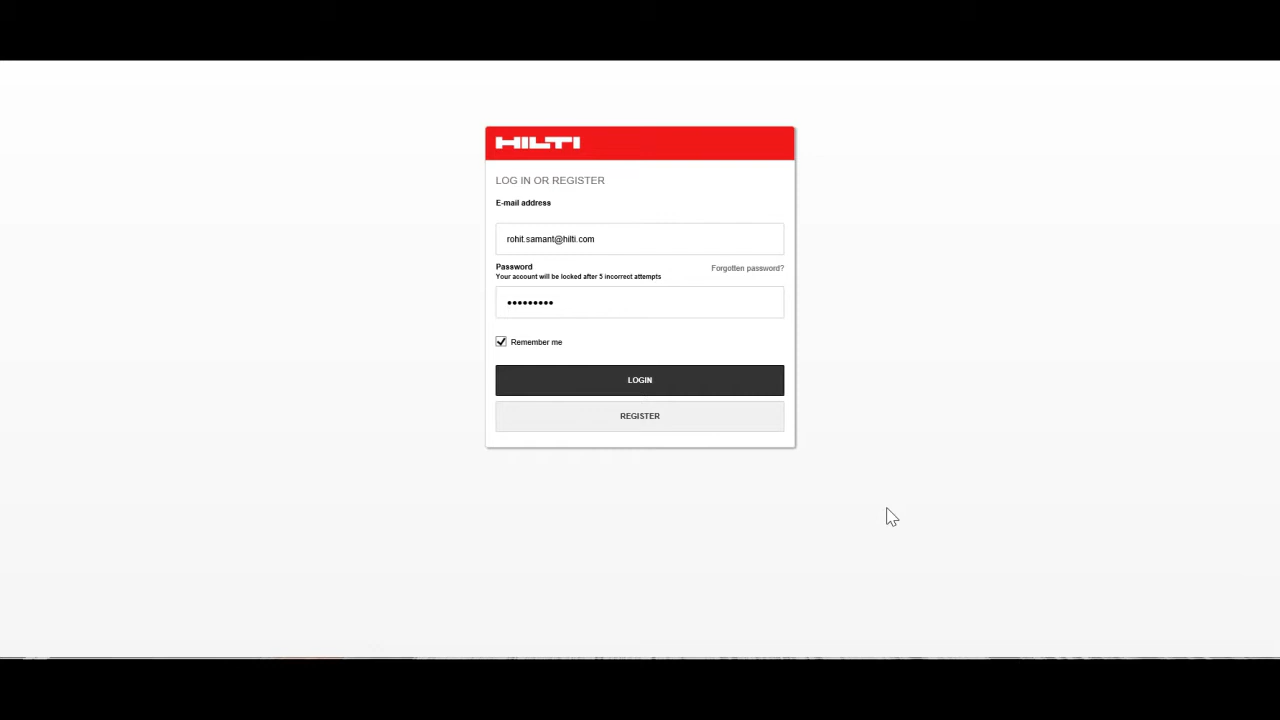 HILTI
LOG IN OR REGISTER
E-mail address
rohit.samant@hilti.com
Password
Forgotten password?
Your account will be locked after 5 incorrect attempts
Remember me
LOGIN
REGISTER